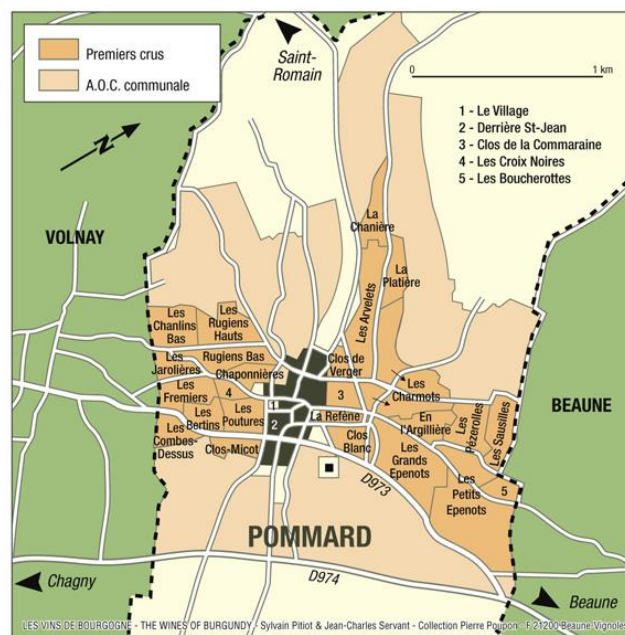 Premiers crus
A.O.C. communale
Saint-
Romain
0
1 km
1 - Le Village
2 - Derrière St-Jean
3 - Clos de la Commaraine
4 - Les Croix Noires
5 - Les Boucherottes
N
VOLNAY
La
Chanière
La
Platière
Les Arvelets
Les
Chanlins
Bas
Les
Rugiens
Hauts
Clos de
Verger
Les
Jarolières
Rugiens Bas
Chaponnières
Les
Charmots
BEAUNE
Les
Fremiers
4
1
3
Les
Bertins
Les
Poutures
2
La Refène
En
l'Argillière
Les
Pézerolles
Les Sausilles
Les
Combes-
Dessus
Clos-Micot
Clos
Blanc
Les
Grands
Epenots
Les
Petits
Epenots
5
D973
POMMARD
D974
Chagny
Beaune
LES VINS DE BOURGOGNE - THE WINES OF BURGUNDY - Sylvain Pitiot & Jean-Charles Servant - Collection Pierre Poupon - F 21200 Beaune-Vignoles